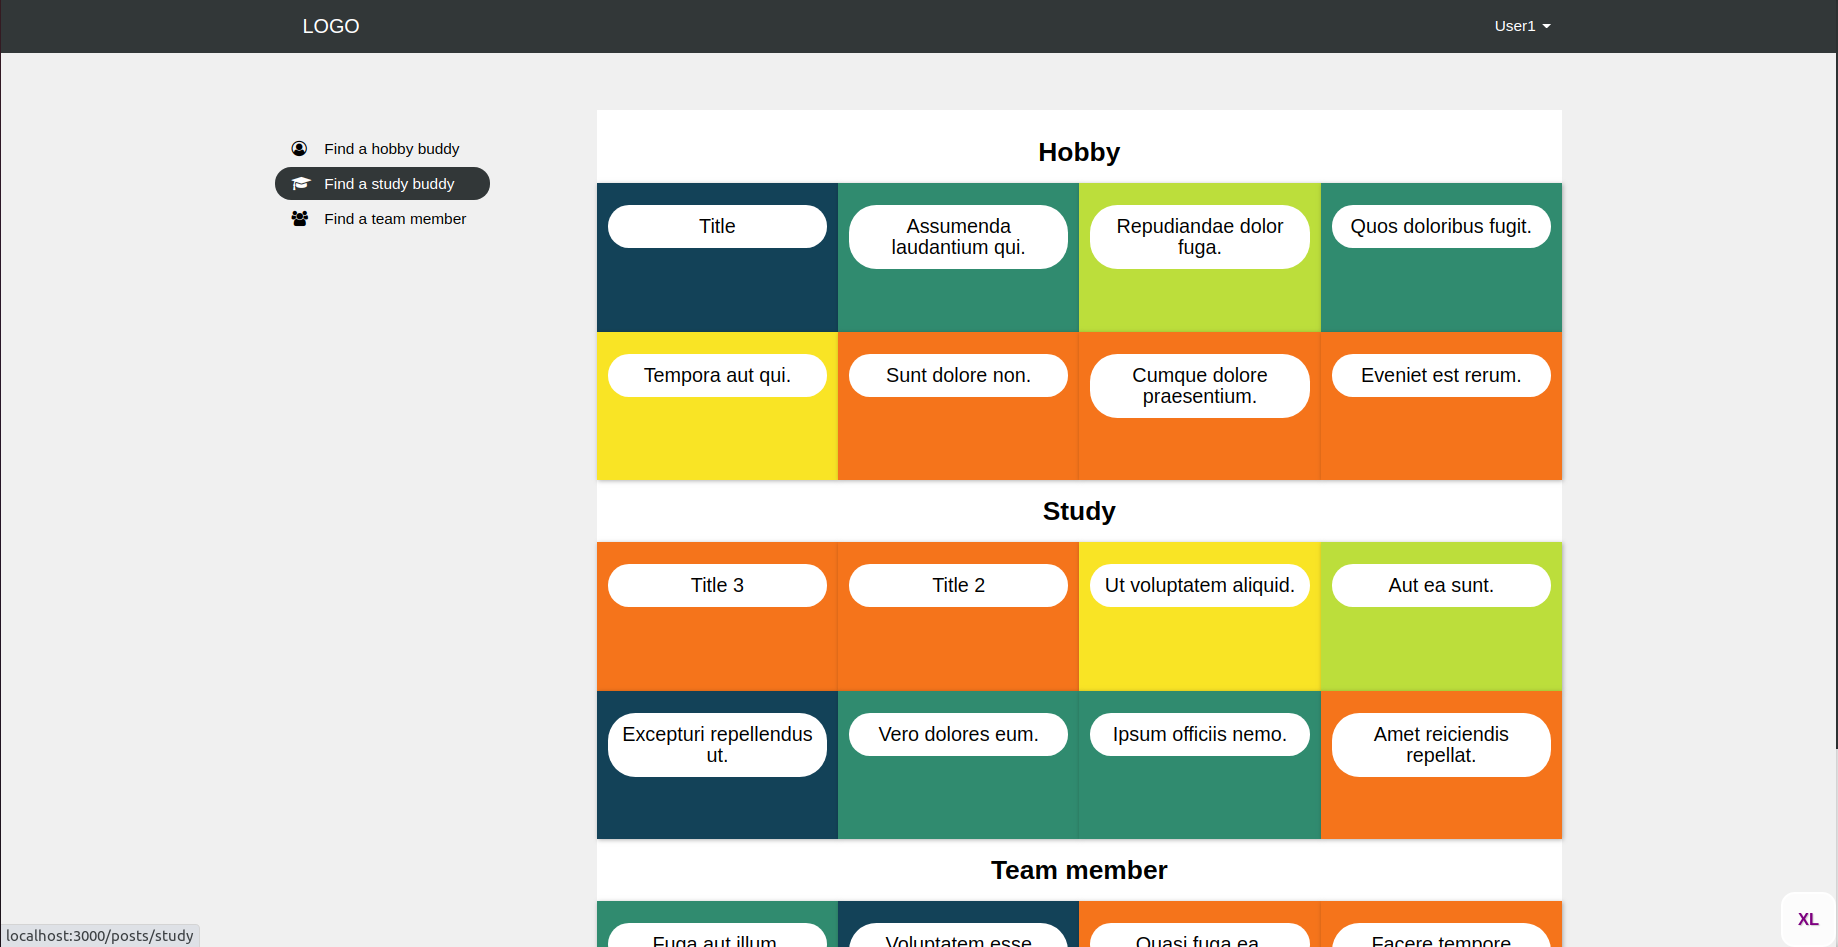 LOGO
User1
Find a hobby buddy
Find a study buddy
Find a team member
Hobby
Title
Assumenda
laudantium qui.
Repudiandae dolor
fuga.
Quos doloribus fugit.
Tempora aut qui.
Sunt dolore non.
Cumque dolore
praesentium.
Eveniet est rerum.
Study
Title 3
Title 2
Ut voluptatem aliquid.
Aut ea sunt.
Excepturi repellendus
ut.
Vero dolores eum.
Ipsum officiis nemo.
Amet reiciendis
repellat.
Team member
Fuga aut illum
Voluptatem esse
Quasi fuga ea
Facere tempore
XL
localhost:3000/posts/study